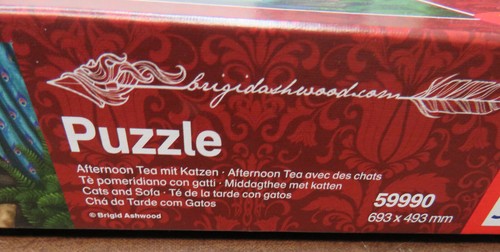 brigidashwood.com
Puzzle
Afternoon Tea mit Katzen · Afternoon Tea avec des chats
Tè pomeridiano con gatti · Middagthee met katten
Cats and Sofa · Té de la tarde con gatos
Chá da Tarde com Gatos
© Brigid Ashwood
59990
693 x 493 mm